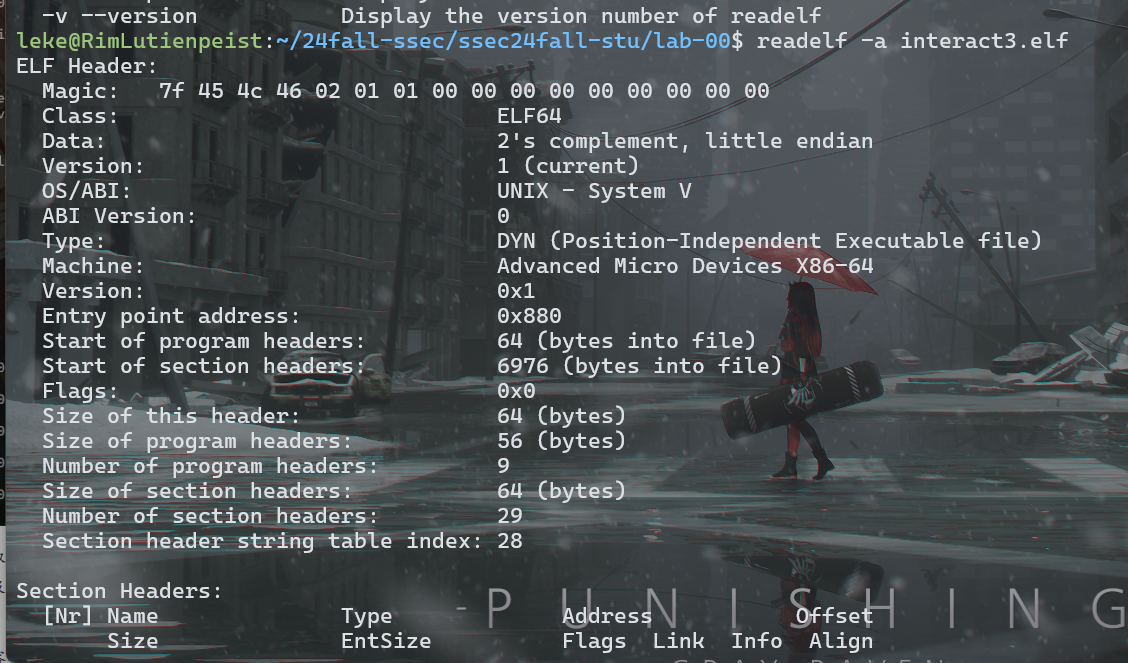 -v --version Display the version number of readelf
leke@RimLutienpeist:~/24fall-ssec/ssec24fall-stu/lab-00$ readelf -a interact3.elf
ELF Header:
Magic: 7f 45 4c 46 02 01 01 00 00 00 00 00 00 00 00 00
Class: ELF64
Data: 2's complement, little endian
Version: 1 (current)
OS/ABI: UNIX - System V
ABI Version: 0
Type: DYN (Position-Independent Executable file)
Machine: Advanced Micro Devices X86-64
Version: 0x1
Entry point address: 0x880
Start of program headers: 64 (bytes into file)
Start of section headers: 6976 (bytes into file)
Flags: 0x0
Size of this header: 64 (bytes)
Size of program headers: 56 (bytes)
Number of program headers: 9
Size of section headers: 64 (bytes)
Number of section headers: 29
Section header string table index: 28
Section Headers:
[Nr] Name Type Address Offset
Size EntSize Flags Link Info Align
PUNISHING
GRAY RAVEN